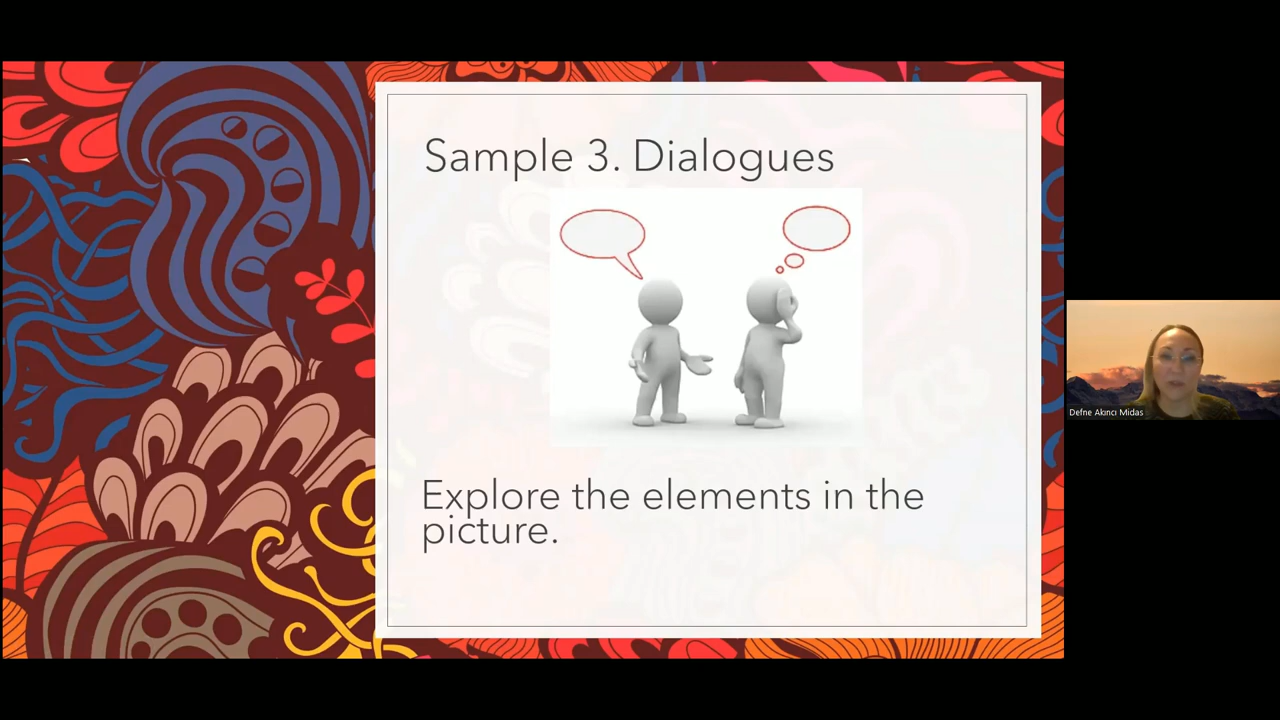 Sample 3. Dialogues
Explore the elements in the
picture.
Defne Akıncı Midas